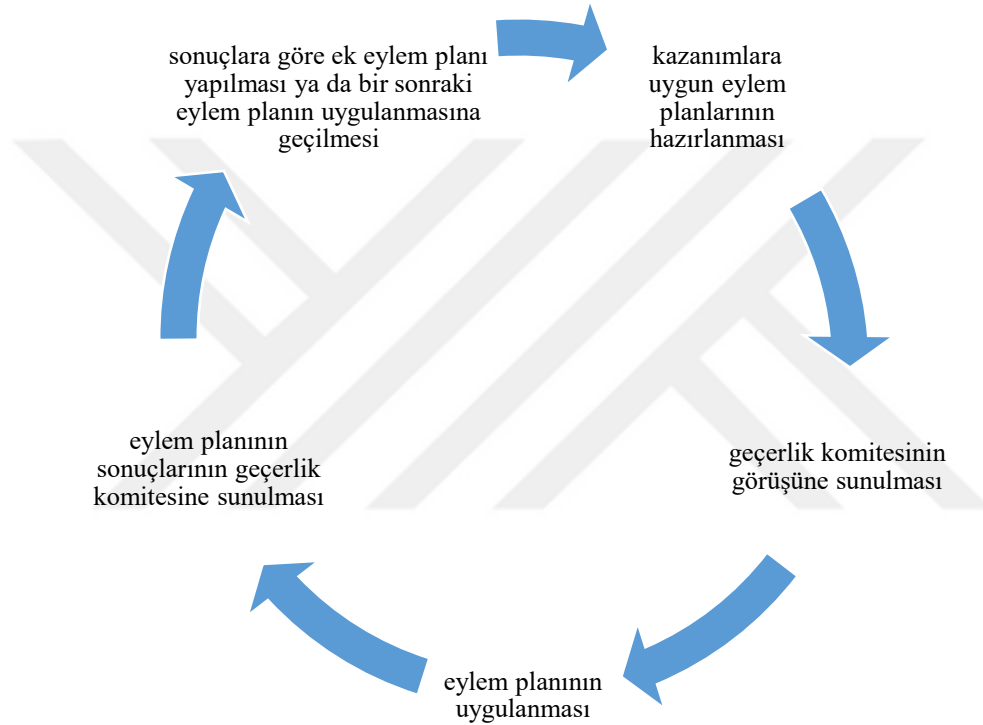 sonuçlara göre ek eylem planı
yapılması ya da bir sonraki
eylem planın uygulanmasına
geçilmesi
kazanımlara
uygun eylem
planlarının
hazırlanması
geçerlik komitesinin
görüşüne sunulması
eylem planının
uygulanması
eylem planının
sonuçlarının geçerlik
komitesine sunulması